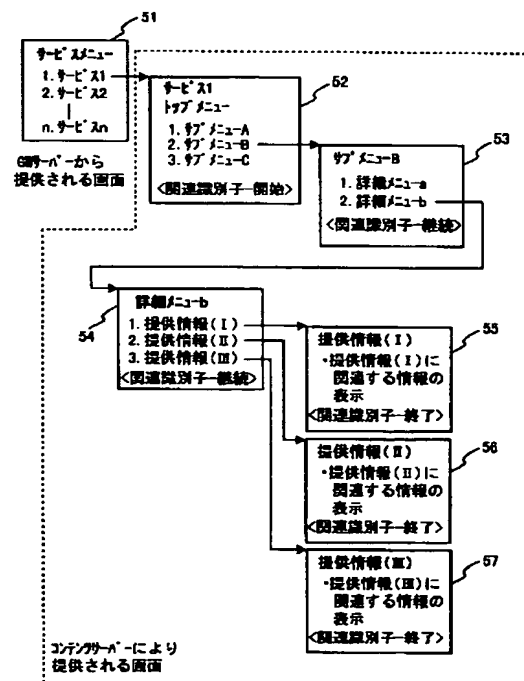 51
サービスメニュー
1. サービス1
2. サービス2
n. サービスn
GWサーバーから
提供される画面
52
サービス1
トップメニュー
1. サブメニューA
2. サブメニューB
3. サブメニューC
<関連識別子−開始>
53
サブメニューB
1. 詳細メニューa
2. 詳細メニューb
<関連識別子−継続>
54
詳細メニューb
1. 提供情報(I)
2. 提供情報(II)
3. 提供情報(III)
<関連識別子−継続>
55
提供情報(I)
・提供情報(I)に
関連する情報の
表示
<関連識別子−終了>
56
提供情報(II)
・提供情報(II)に
関連する情報の
表示
<関連識別子−終了>
57
提供情報(III)
・提供情報(III)に
関連する情報の
表示
<関連識別子−終了>
コンテンツサーバーにより
提供される画面